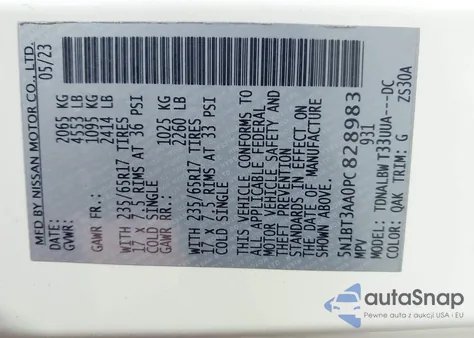 MFD BY NISSAN MOTOR CO., LTD.
DATE: 05/23
GVWR: 2065 KG
4553 LB
GAWR FR.: 1095 KG
2414 LB
WITH 235/65R17 TIRES
17 X 7.5 RIMS AT 36 PSI
COLD SINGLE
GAWR RR.: 1025 KG
2260 LB
WITH 235/65R17 TIRES
17 X 7.5 RIMS AT 33 PSI
COLD SINGLE
THIS VEHICLE CONFORMS TO
ALL APPLICABLE FEDERAL
MOTOR VEHICLE SAFETY AND
THEFT PREVENTION
STANDARDS IN EFFECT ON
THE DATE OF MANUFACTURE
SHOWN ABOVE.
5N1BT3AA0PC828983
MPV 931
MODEL: TDNALBW T33UUA---DC
COLOR: QAK TRIM: G ZS30A
autoSnap
Pewne auta z aukcji USA i EU